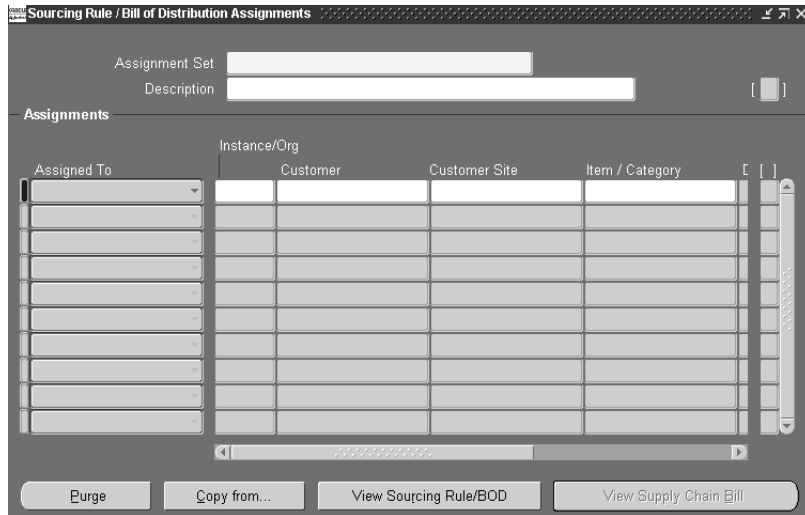 Sourcing Rule / Bill of Distribution Assignments
Assignment Set
Description
[ ]
Assignments
Instance/Org
Assigned To Customer Customer Site Item / Category [ ]
Purge Copy from... View Sourcing Rule/BOD View Supply Chain Bill